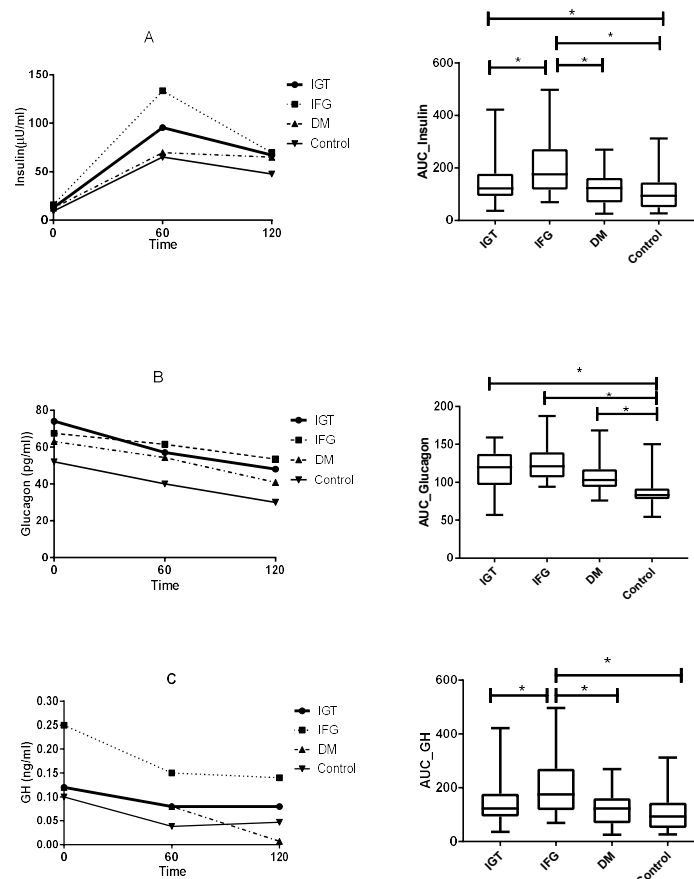 A
Insulin(μU/ml)
150
100
50
0
0
60
120
Time
IGT
IFG
DM
Control
*
*
*
*
AUC_Insulin
600
400
200
0
IGT
IFG
DM
Control
B
Glucagon (pg/ml))
80
60
40
20
0
0
60
120
Time
IGT
IFG
DM
Control
*
*
*
AUC_Glucagon
200
150
100
50
0
IGT
IFG
DM
Control
C
GH (ng/ml)
0.30
0.25
0.20
0.15
0.10
0.05
0.00
0
60
120
Time
IGT
IFG
DM
Control
*
*
*
AUC_GH
600
400
200
0
IGT
IFG
DM
Control